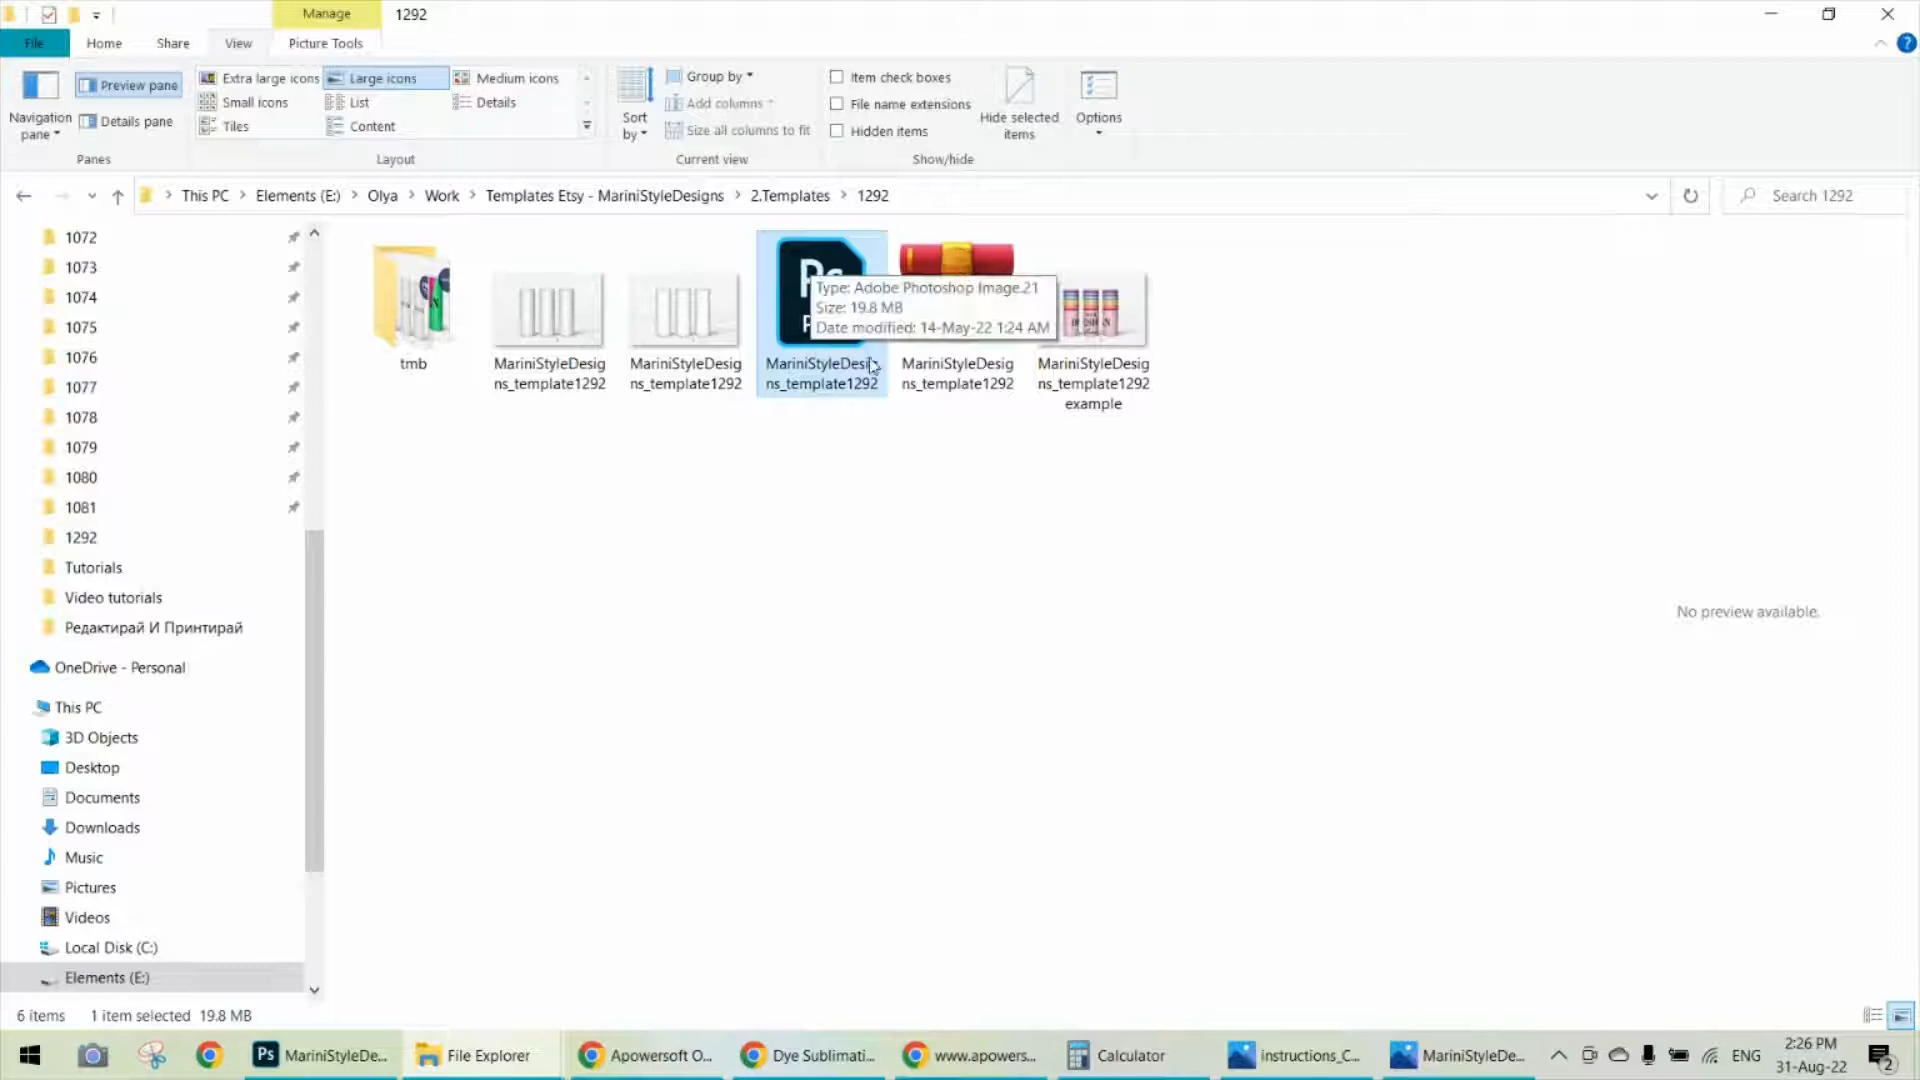 Manage
1292
File
Home
Share
View
Picture Tools
Navigation pane
Preview pane
Details pane
Panes
Extra large icons
Large icons
Medium icons
Small icons
List
Details
Tiles
Content
Layout
Sort by
Group by
Add columns
Size all columns to fit
Current view
Item check boxes
File name extensions
Hidden items
Hide selected items
Show/hide
Options
This PC > Elements (E:) > Olya > Work > Templates Etsy - MariniStyleDesigns > 2.Templates > 1292
Search 1292
1072
1073
1074
1075
1076
1077
1078
1079
1080
1081
1292
Tutorials
Video tutorials
Редактирай И Принтирай
OneDrive - Personal
This PC
3D Objects
Desktop
Documents
Downloads
Music
Pictures
Videos
Local Disk (C:)
Elements (E:)
tmb
MariniStyleDesig
ns_template1292
MariniStyleDesig
ns_template1292
MariniStyleDesig
ns_template1292
MariniStyleDesig
ns_template1292
MariniStyleDesig
ns_template1292
example
Type: Adobe Photoshop Image.21
Size: 19.8 MB
Date modified: 14-May-22 1:24 AM
No preview available.
6 items
1 item selected 19.8 MB
Ps
MariniStyleDe...
File Explorer
Apowersoft O...
Dye Sublimati...
www.apowers...
Calculator
instructions_C...
MariniStyleDe...
ENG
2:26 PM
31-Aug-22
2